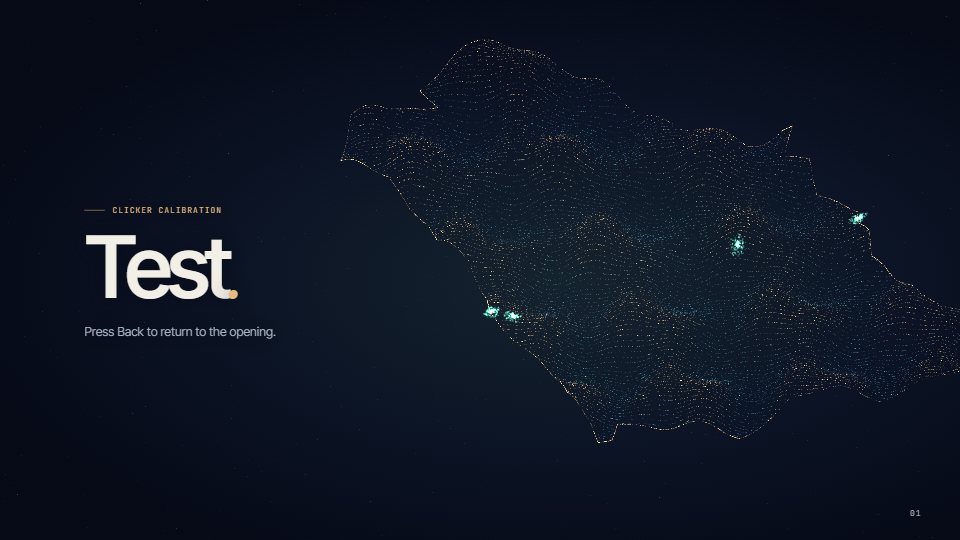 CLICKER CALIBRATION
Test.
Press Back to return to the opening.
01